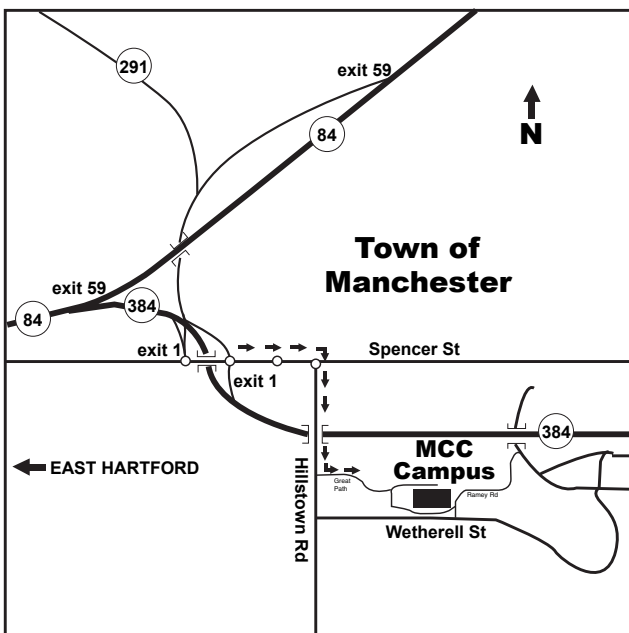 291
exit 59
84
N
Town of
Manchester
exit 59
384
84
exit 1
Spencer St
exit 1
384
MCC
Campus
EAST HARTFORD
Hillstown Rd
Great
Path
Ramey Rd
Wetherell St